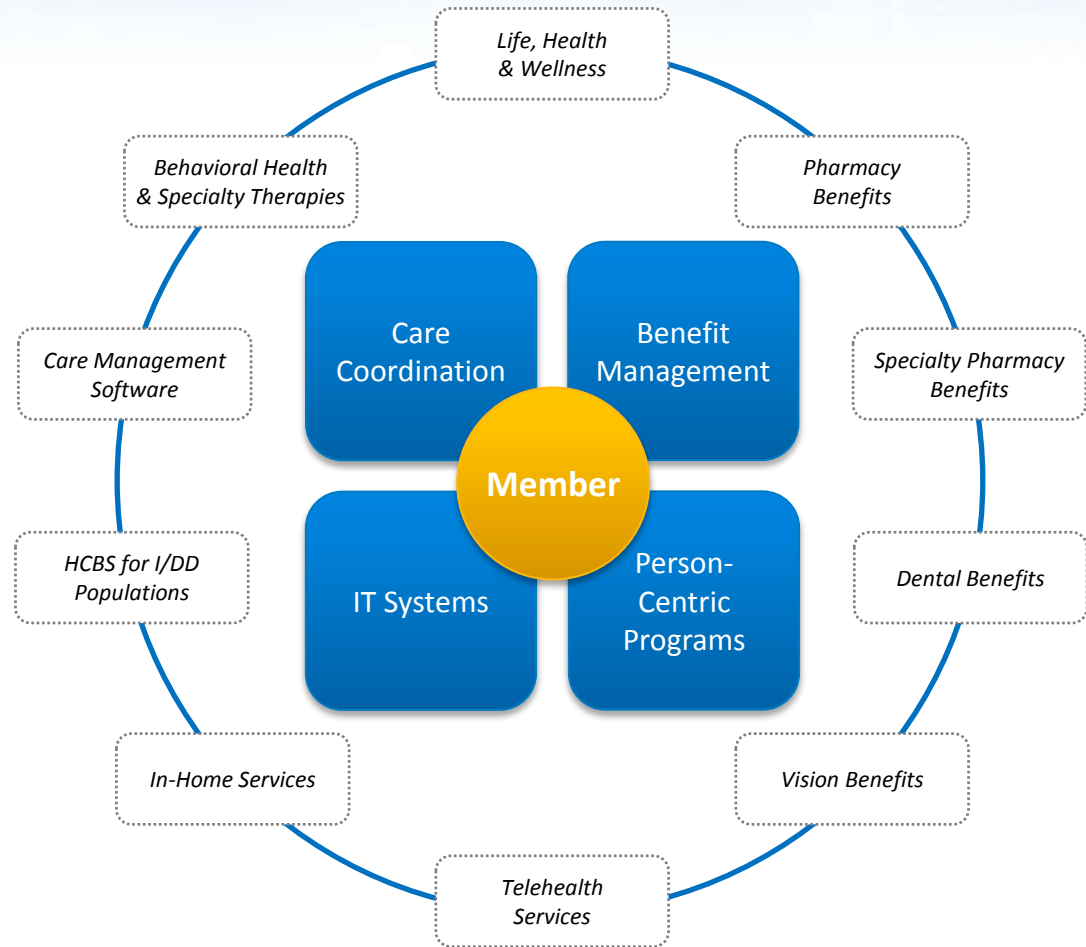 Life, Health
& Wellness
Behavioral Health
& Specialty Therapies
Pharmacy
Benefits
Care
Coordination
Benefit
Management
Care Management
Software
Specialty Pharmacy
Benefits
Member
HCBS for I/DD
Populations
IT Systems
Person-
Centric
Programs
Dental Benefits
In-Home Services
Vision Benefits
Telehealth
Services